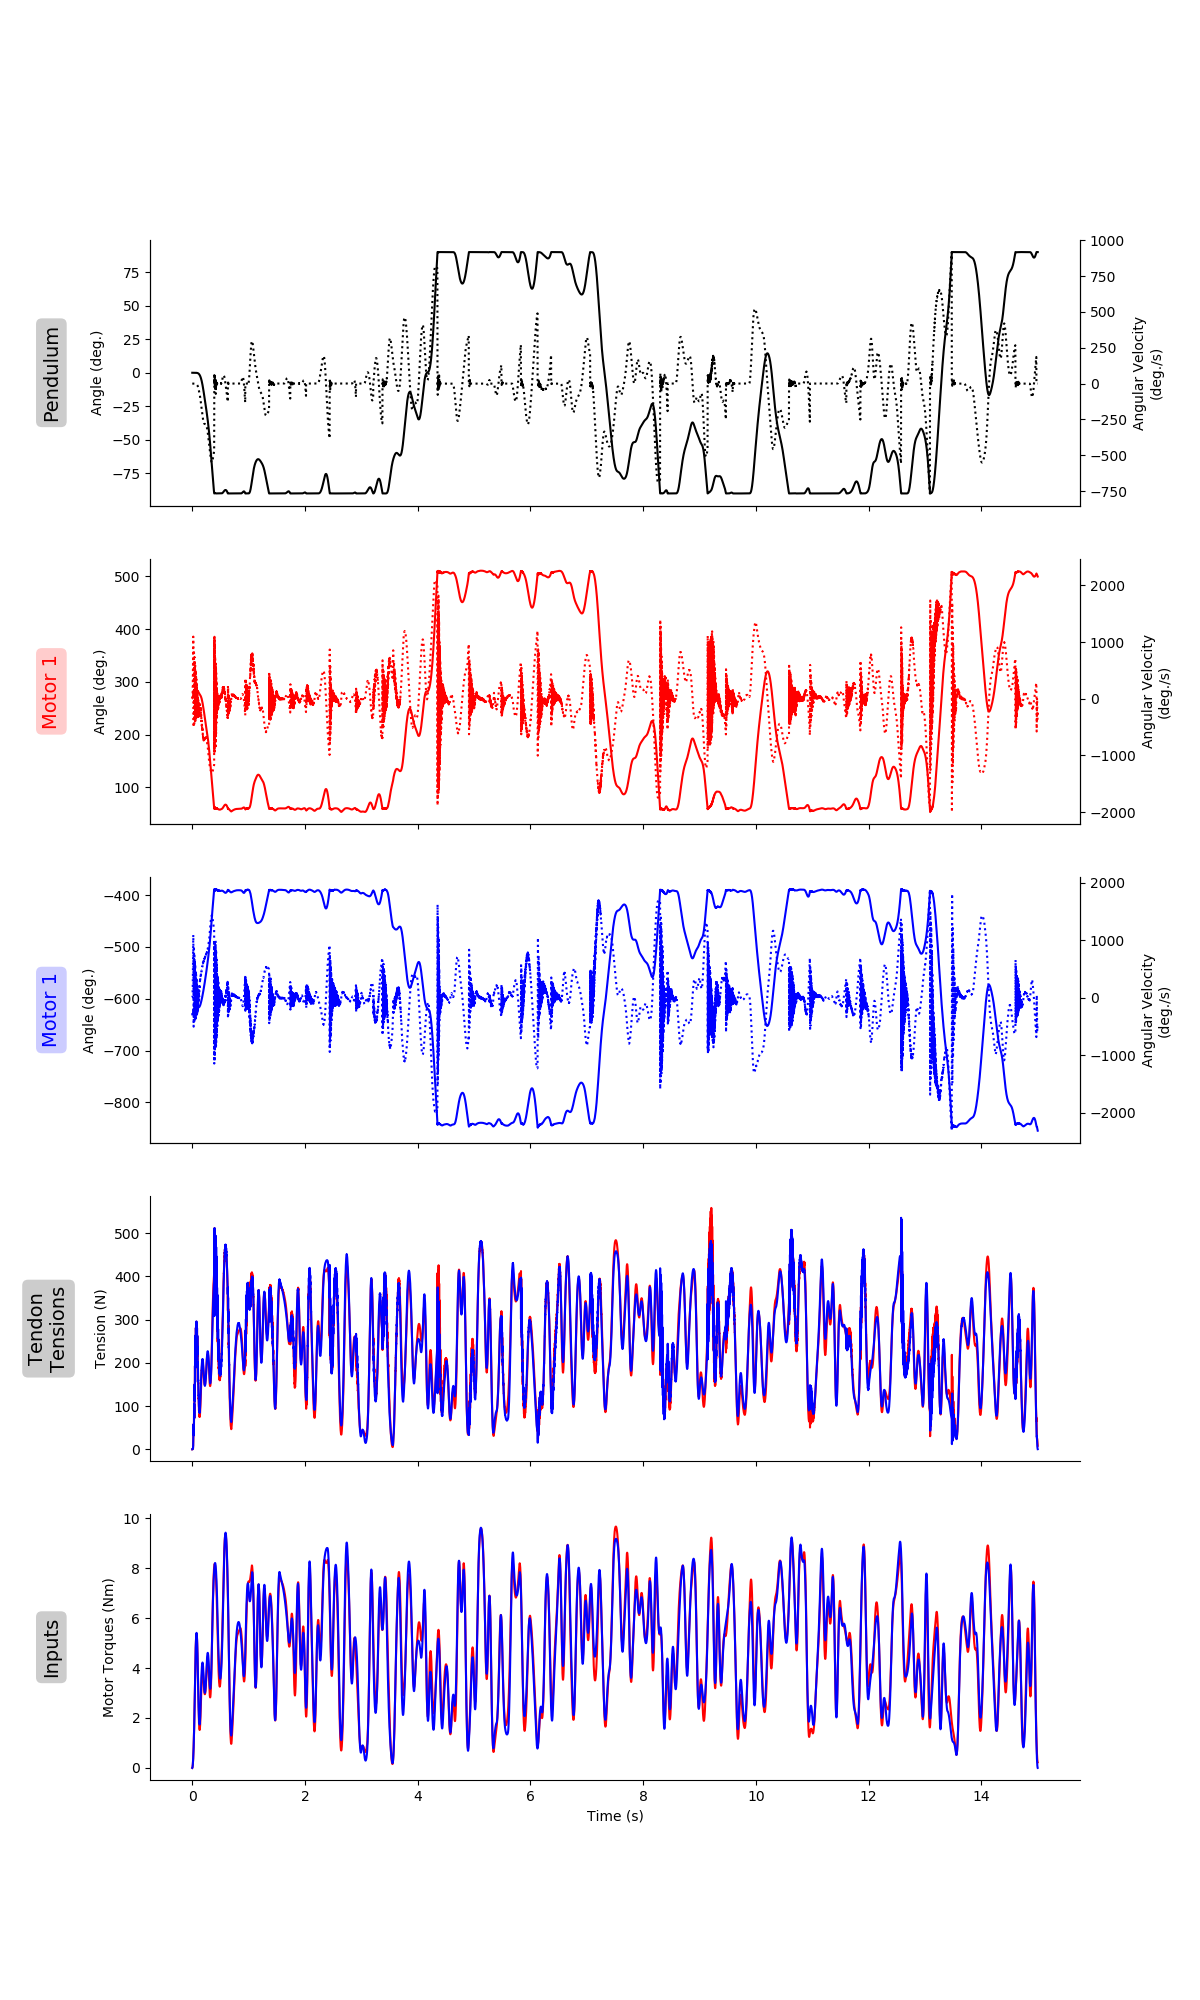 Pendulum
Angle (deg.)
75
50
25
0
−25
−50
−75
1000
750
500
250
0
−250
−500
−750
Angular Velocity
(deg./s)
Motor 1
Angle (deg.)
500
400
300
200
100
2000
1000
0
−1000
−2000
Angular Velocity
(deg./s)
Motor 1
Angle (deg.)
−400
−500
−600
−700
−800
2000
1000
0
−1000
−2000
Angular Velocity
(deg./s)
Tendon
Tensions
Tension (N)
500
400
300
200
100
0
Inputs
Motor Torques (Nm)
10
8
6
4
2
0
0 2 4 6 8 10 12 14
Time (s)